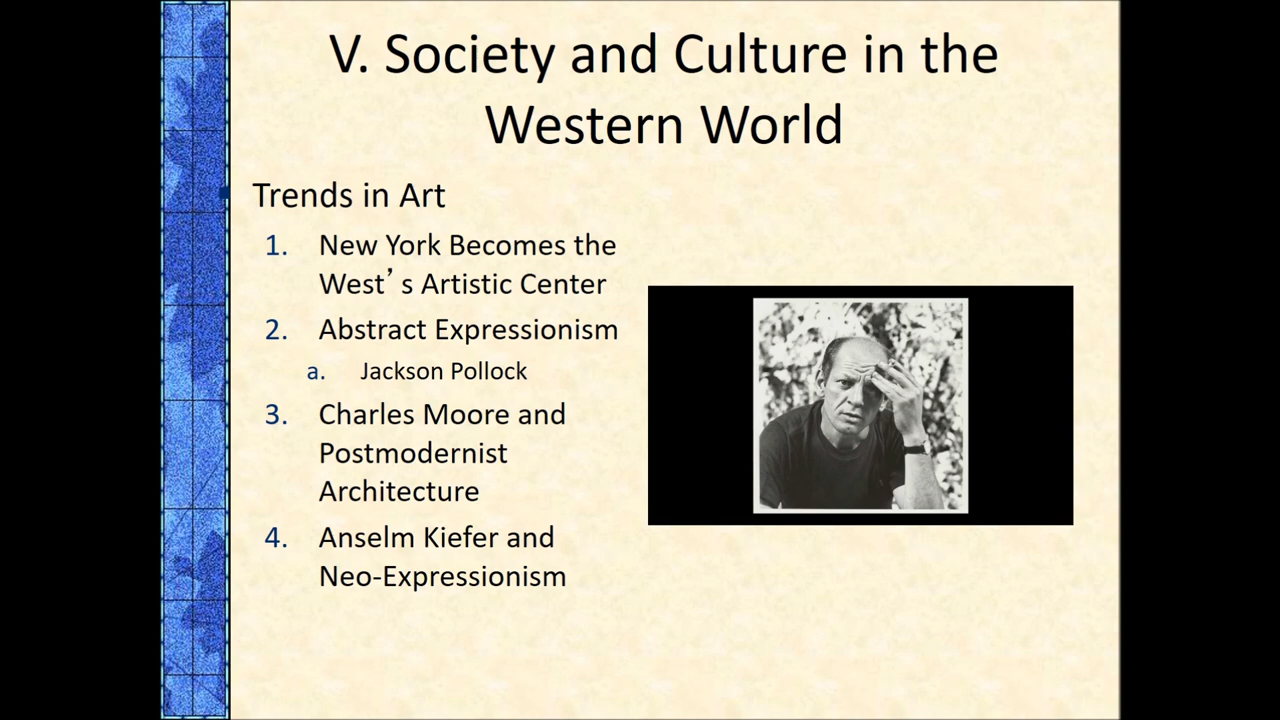 V. Society and Culture in the
Western World
Trends in Art
1. New York Becomes the
West’ s Artistic Center
2. Abstract Expressionism
a. Jackson Pollock
3. Charles Moore and
Postmodernist
Architecture
4. Anselm Kiefer and
Neo-Expressionism